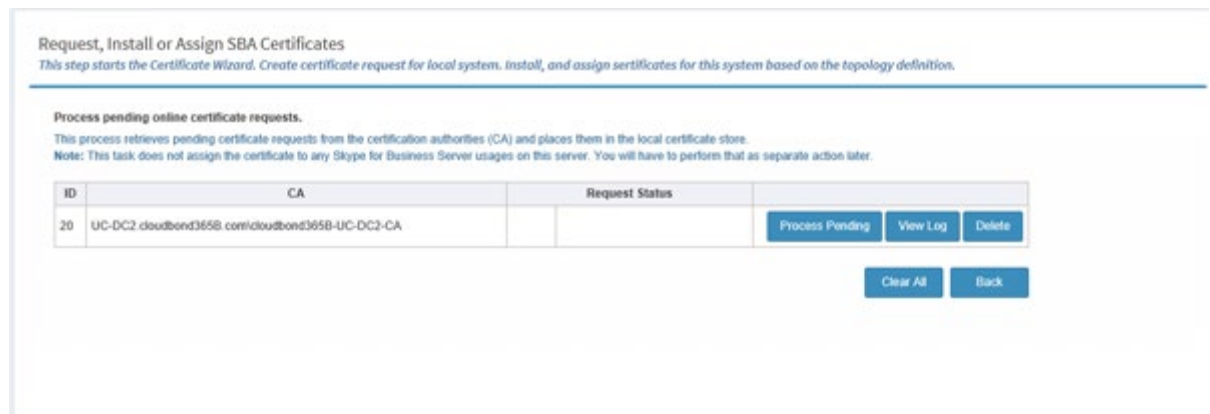 Request, Install or Assign SBA Certificates
This step starts the Certificate Wizard. Create certificate request for local system. Install, and assign sertificates for this system based on the topology definition.
Process pending online certificate requests.
This process retrieves pending certificate requests from the certification authorities (CA) and places them in the local certificate store.
Note: This task does not assign the certificate to any Skype for Business Server usages on this server. You will have to perform that as separate action later.
ID CA Request Status
20 UC-DC2.cloudbond365B.com\cloudbond365B-UC-DC2-CA Process Pending View Log Delete
Clear All Back